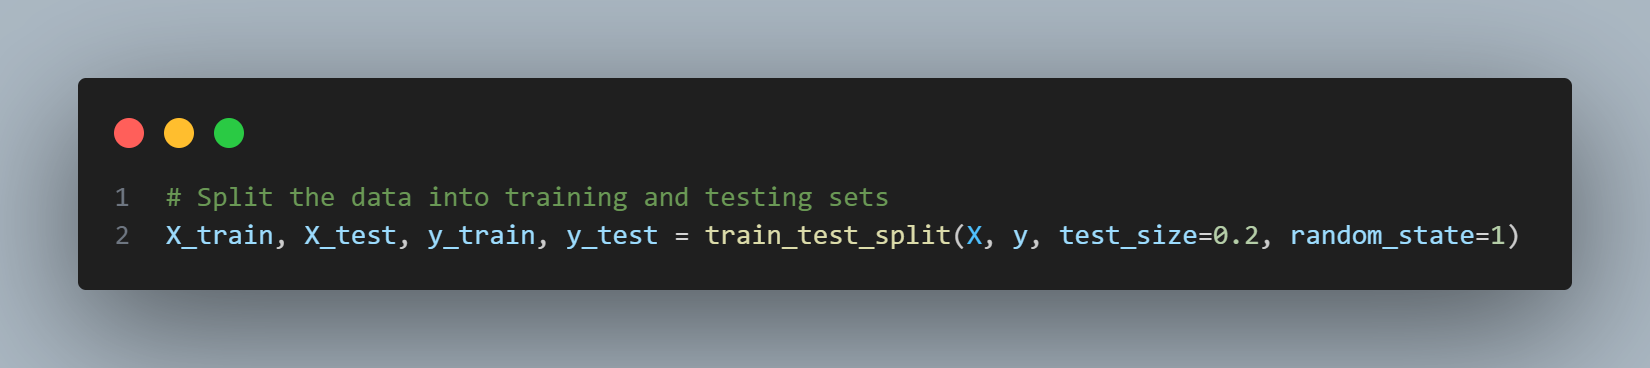 1 # Split the data into training and testing sets
2 X_train, X_test, y_train, y_test = train_test_split(X, y, test_size=0.2, random_state=1)